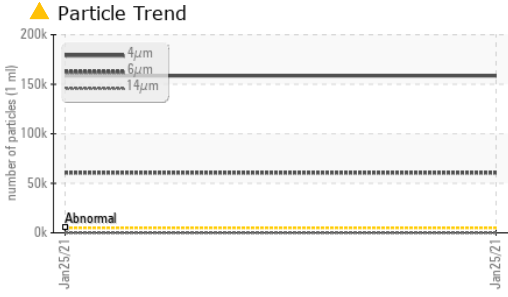 Particle Trend
200k
150k
100k
50k
0k
number of particles (1 ml)
4µm
6µm
14µm
Abnormal
Jan25/21
Jan25/21